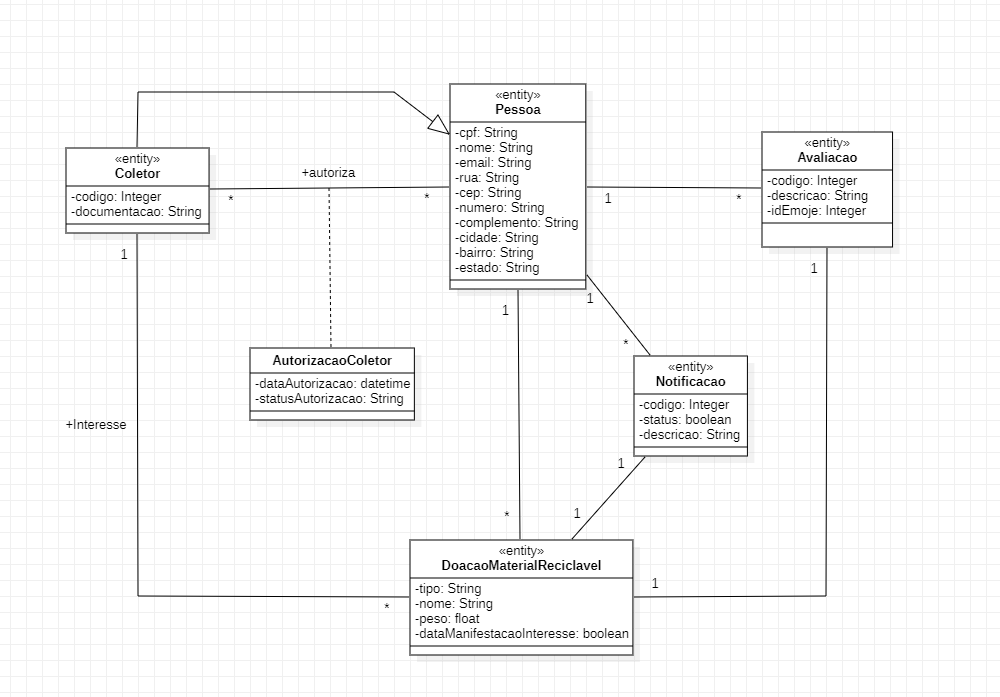 «entity»
Pessoa
-cpf: String
-nome: String
-email: String
-rua: String
-cep: String
-numero: String
-complemento: String
-cidade: String
-bairro: String
-estado: String
«entity»
Coletor
-codigo: Integer
-documentacao: String
+autoriza
*
*
1
*
«entity»
Avaliacao
-codigo: Integer
-descricao: String
-idEmoje: Integer
1
1
1
1
*
AutorizacaoColetor
-dataAutorizacao: datetime
-statusAutorizacao: String
«entity»
Notificacao
-codigo: Integer
-status: boolean
-descricao: String
+Interesse
1
*
1
«entity»
DoacaoMaterialReciclavel
-tipo: String
-nome: String
-peso: float
-dataManifestacaoInteresse: boolean
*
1